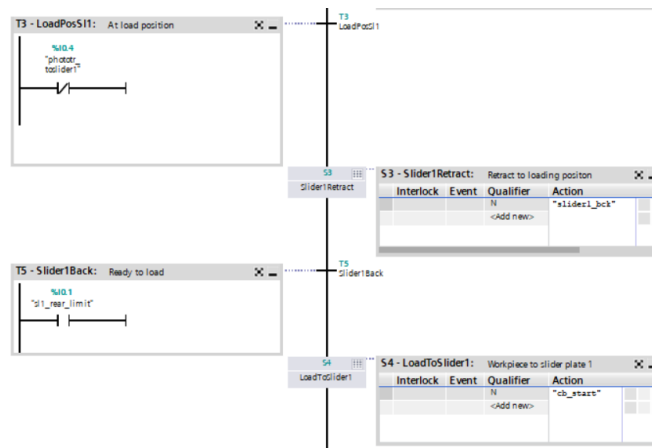 T3 - LoadPosSl1: At load position
T3
LoadPosSl1
%I0.4
"phototr_
toslider1"
S3
Slider1Retract
S3 - Slider1Retract: Retract to loading positon
Interlock Event Qualifier Action
N "slider1_bck"
<Add new>
T5 - Slider1Back: Ready to load
T5
Slider1Back
%I0.1
"sl1_rear_limit"
S4
LoadToSlider1
S4 - LoadToSlider1: Workpiece to slider plate 1
Interlock Event Qualifier Action
N "cb_start"
<Add new>